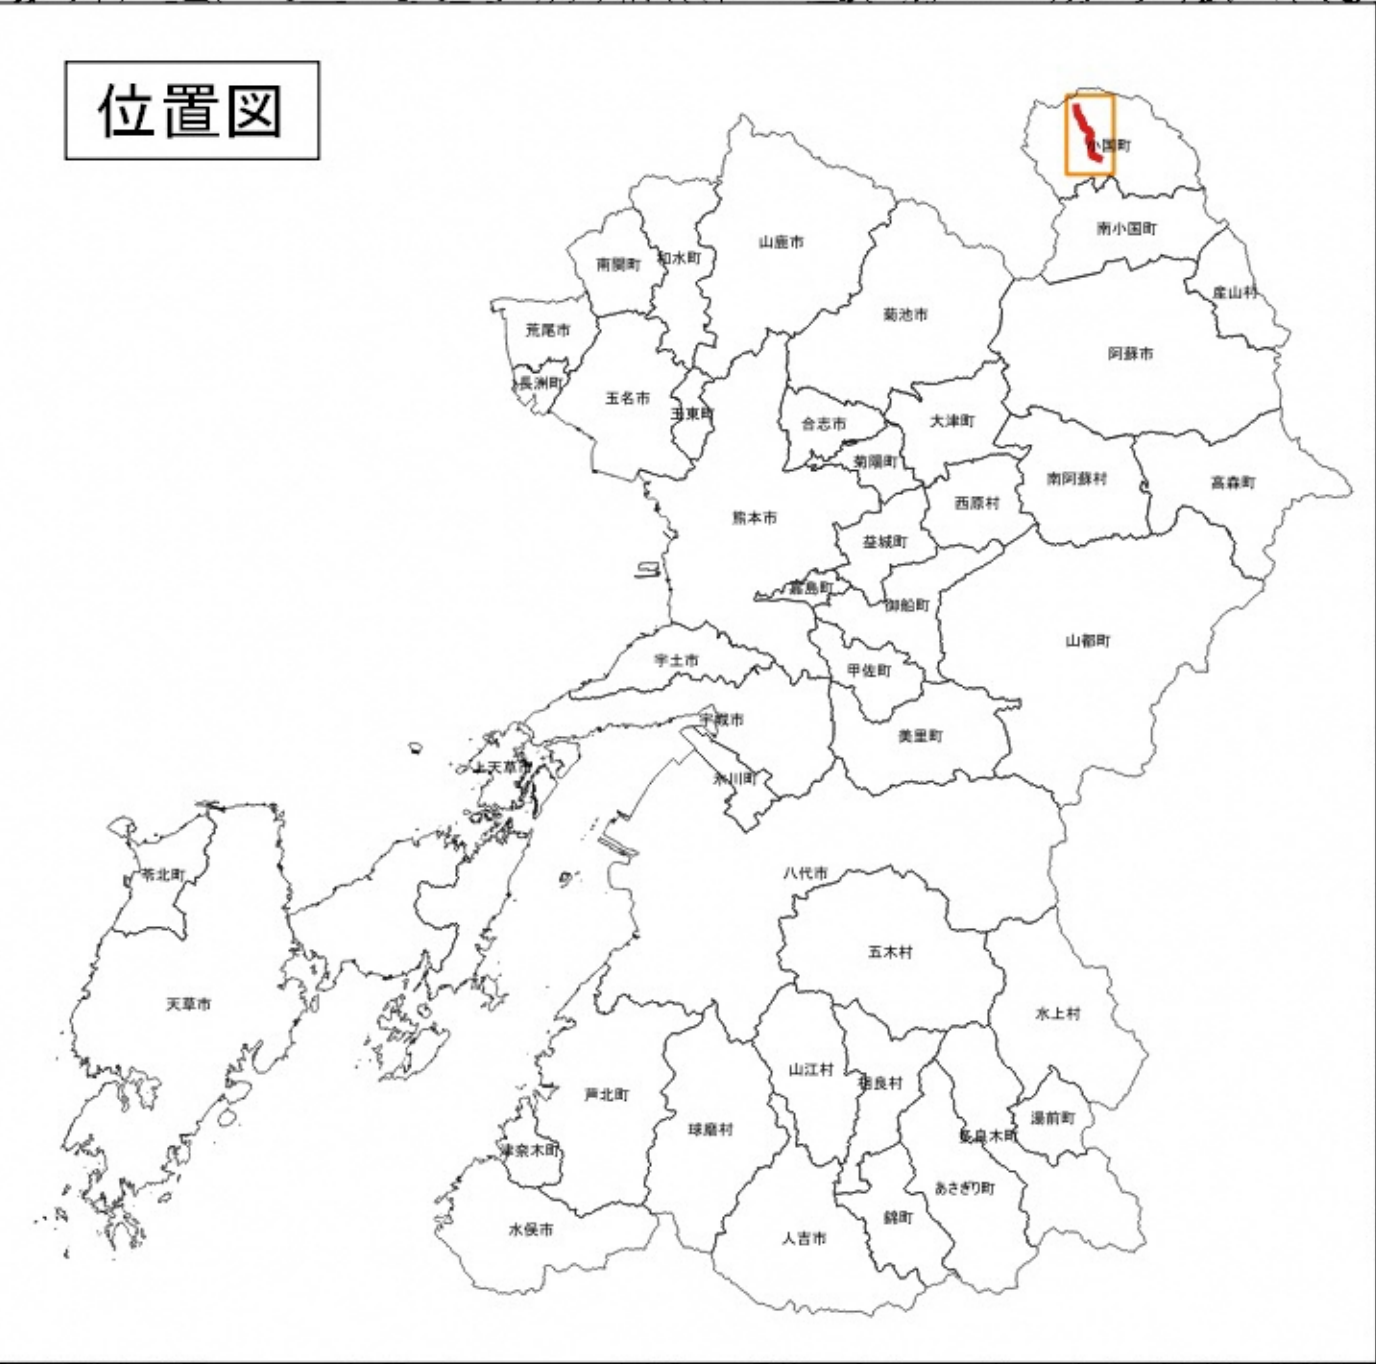 位置図
小国町
南小国町
山鹿市
和水町
南関町
産山村
菊池市
荒尾市
阿蘇市
長洲町
玉名市
玉東町
合志市
大津町
菊陽町
南阿蘇村
高森町
西原村
熊本市
益城町
嘉島町
御船町
山都町
宇土市
甲佐町
宇城市
美里町
上天草市
氷川町
苓北町
八代市
五木村
天草市
水上村
山江村
相良村
芦北町
湯前町
球磨村
多良木町
津奈木町
あさぎり町
錦町
水俣市
人吉市